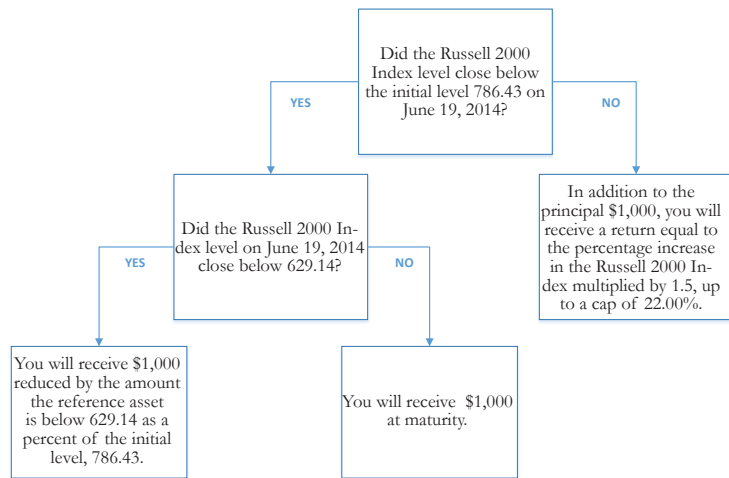 Did the Russell 2000
Index level close below
the initial level 786.43 on
June 19, 2014?
YES
NO
Did the Russell 2000 In-
dex level on June 19, 2014
close below 629.14?
In addition to the
principal $1,000, you will
receive a return equal to
the percentage increase
in the Russell 2000 In-
dex multiplied by 1.5, up
to a cap of 22.00%.
YES
NO
You will receive $1,000
reduced by the amount
the reference asset
is below 629.14 as a
percent of the initial
level, 786.43.
You will receive $1,000
at maturity.